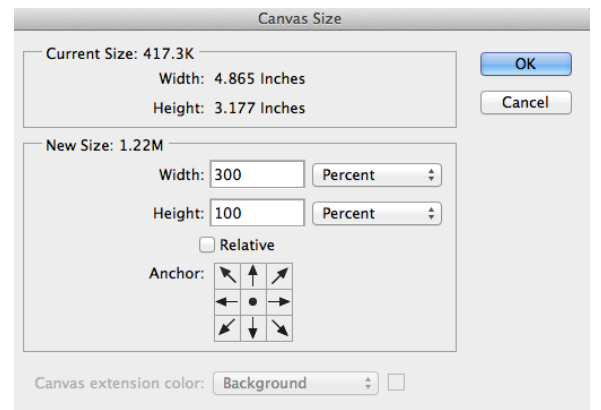 Canvas Size
Current Size: 417.3K
Width: 4.865 Inches
Height: 3.177 Inches
OK
Cancel
New Size: 1.22M
Width: 300 Percent
Height: 100 Percent
Relative
Anchor:
Canvas extension color: Background